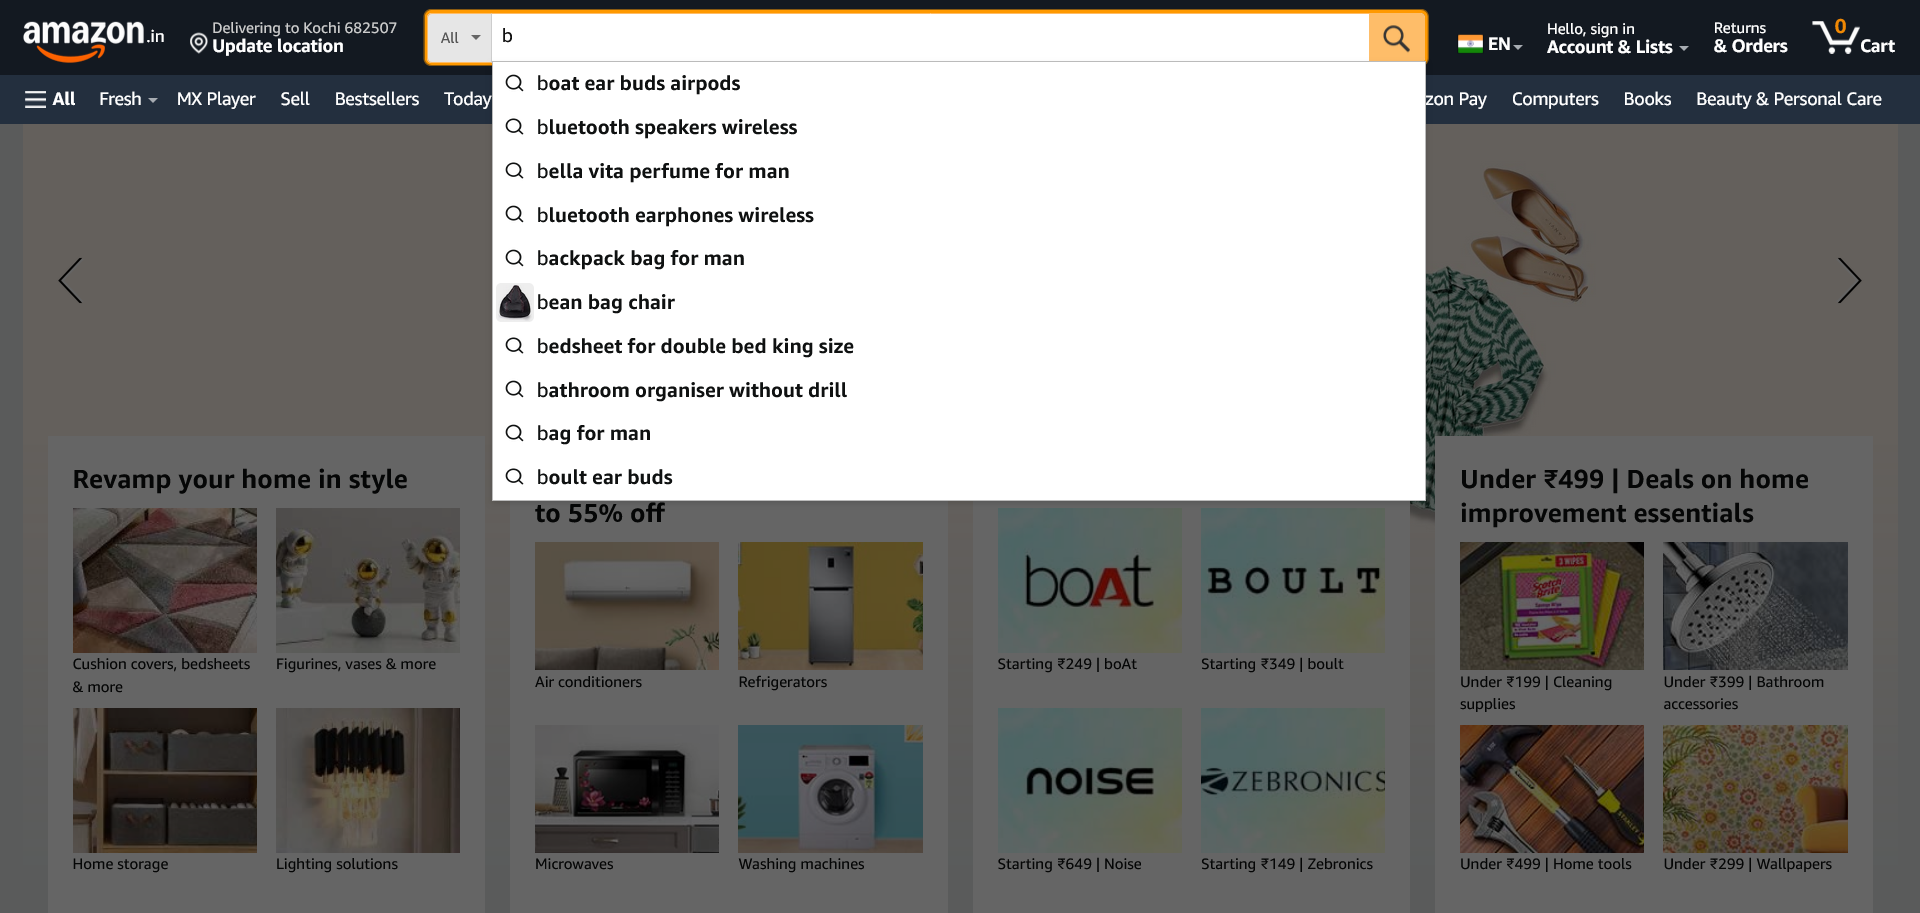 amazon.in
Delivering to Kochi 682507
Update location
All
b
EN
Hello, sign in
Account & Lists
Returns
& Orders
0
Cart
All
Fresh
MX Player
Sell
Bestsellers
Today
zon Pay
Computers
Books
Beauty & Personal Care
boat ear buds airpods
bluetooth speakers wireless
bella vita perfume for man
bluetooth earphones wireless
backpack bag for man
bean bag chair
bedsheet for double bed king size
bathroom organiser without drill
bag for man
boult ear buds
Revamp your home in style
Cushion covers, bedsheets
& more
Figurines, vases & more
Home storage
Lighting solutions
to 55% off
Air conditioners
Refrigerators
Microwaves
Washing machines
boAt
BOULT
Starting ₹249 | boAt
Starting ₹349 | boult
noise
ZEBRONICS
Starting ₹649 | Noise
Starting ₹149 | Zebronics
Under ₹499 | Deals on home
improvement essentials
3 WIPES
Scotch
Brite
Under ₹199 | Cleaning
supplies
Under ₹399 | Bathroom
accessories
STANLEY
Under ₹499 | Home tools
Under ₹299 | Wallpapers